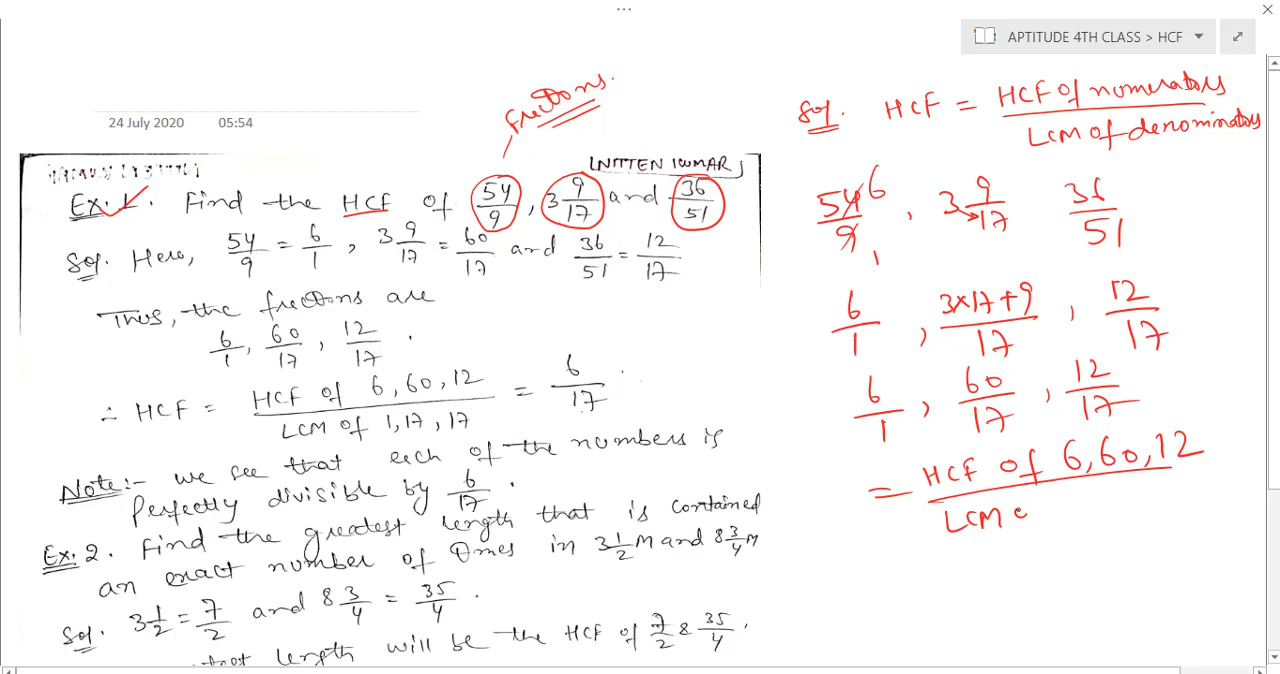 APTITUDE 4TH CLASS > HCF
24 July 2020 05:54
(NITTEN KUMAR)
frctions.
Ex. 1. Find the HCF of 54/9, 3 9/17 and 36/51
Sol. Here, 54/9 = 6/1, 3 9/17 = 60/17 and 36/51 = 12/17
Thus, the frctions are
6/1, 60/17, 12/17.
∴ HCF = HCF of 6, 60, 12 / LCM of 1, 17, 17 = 6/17
Note:- we see that each of the numbers is
perfectly divisible by 6/17.
Ex. 2. Find the greatest length that is contained
an exact number of times in 3 1/2 M and 8 3/4 M
Sol. 3 1/2 = 7/2 and 8 3/4 = 35/4.
length will be the HCF of 7/2 & 35/4.
Sol. HCF = HCF of numerators / LCM of denominators
54/9 6/1, 3 9/17 36/51
6/1, 3×17+9/17, 12/17
6/1, 60/17, 12/17
= HCF of 6, 60, 12 / LCM o